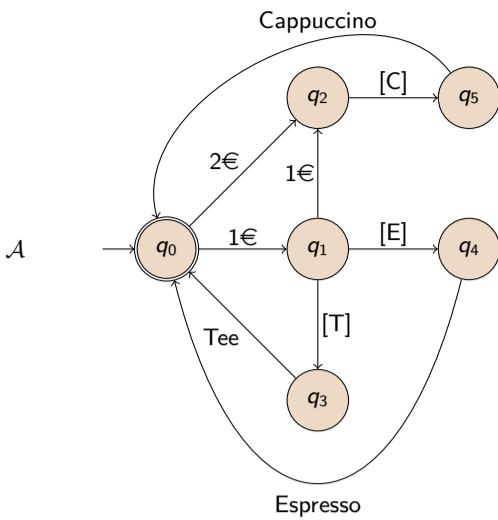 Cappuccino
q2 [C] q5
2€ 1€
𝒜 q0 1€ q1 [E] q4
Tee [T]
q3
Espresso